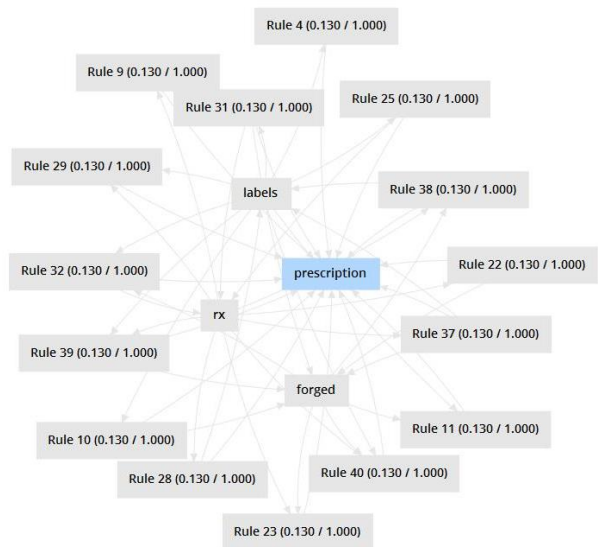 Rule 4 (0.130 / 1.000)
Rule 9 (0.130 / 1.000)
Rule 25 (0.130 / 1.000)
Rule 31 (0.130 / 1.000)
Rule 29 (0.130 / 1.000)
labels
Rule 38 (0.130 / 1.000)
Rule 22 (0.130 / 1.000)
Rule 32 (0.130 / 1.000)
prescription
rx
Rule 37 (0.130 / 1.000)
Rule 39 (0.130 / 1.000)
forged
Rule 11 (0.130 / 1.000)
Rule 10 (0.130 / 1.000)
Rule 40 (0.130 / 1.000)
Rule 28 (0.130 / 1.000)
Rule 23 (0.130 / 1.000)